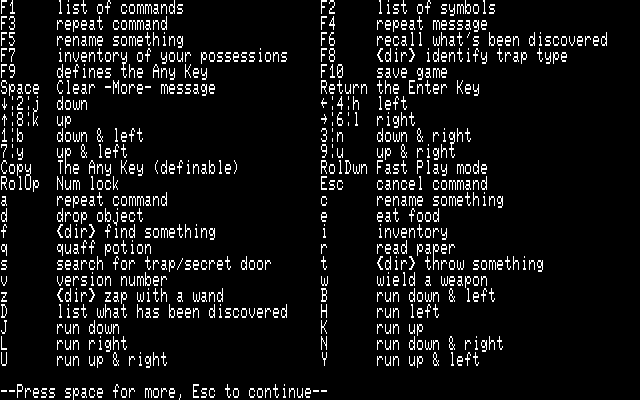 F1 list of commands F2 list of symbols
F3 repeat command F4 repeat message
F5 rename something F6 recall what's been discovered
F7 inventory of your possessions F8 {dir} identify trap type
F9 defines the Any Key F10 save game
Space Clear -More- message Return the Enter Key
↓¦2¦j down ←¦4¦h left
↑¦8¦k up →¦6¦l right
1¦b down & left 3¦n down & right
7¦y up & left 9¦u up & right
Copy The Any Key (definable) RolDwn Fast Play mode
RolUp Num lock Esc cancel command
a repeat command c rename something
d drop object e eat food
f {dir} find something i inventory
q quaff potion r read paper
s search for trap/secret door t {dir} throw something
v version number w wield a weapon
z {dir} zap with a wand B run down & left
D list what has been discovered H run left
J run down K run up
L run right N run down & right
U run up & right Y run up & left
--Press space for more, Esc to continue--